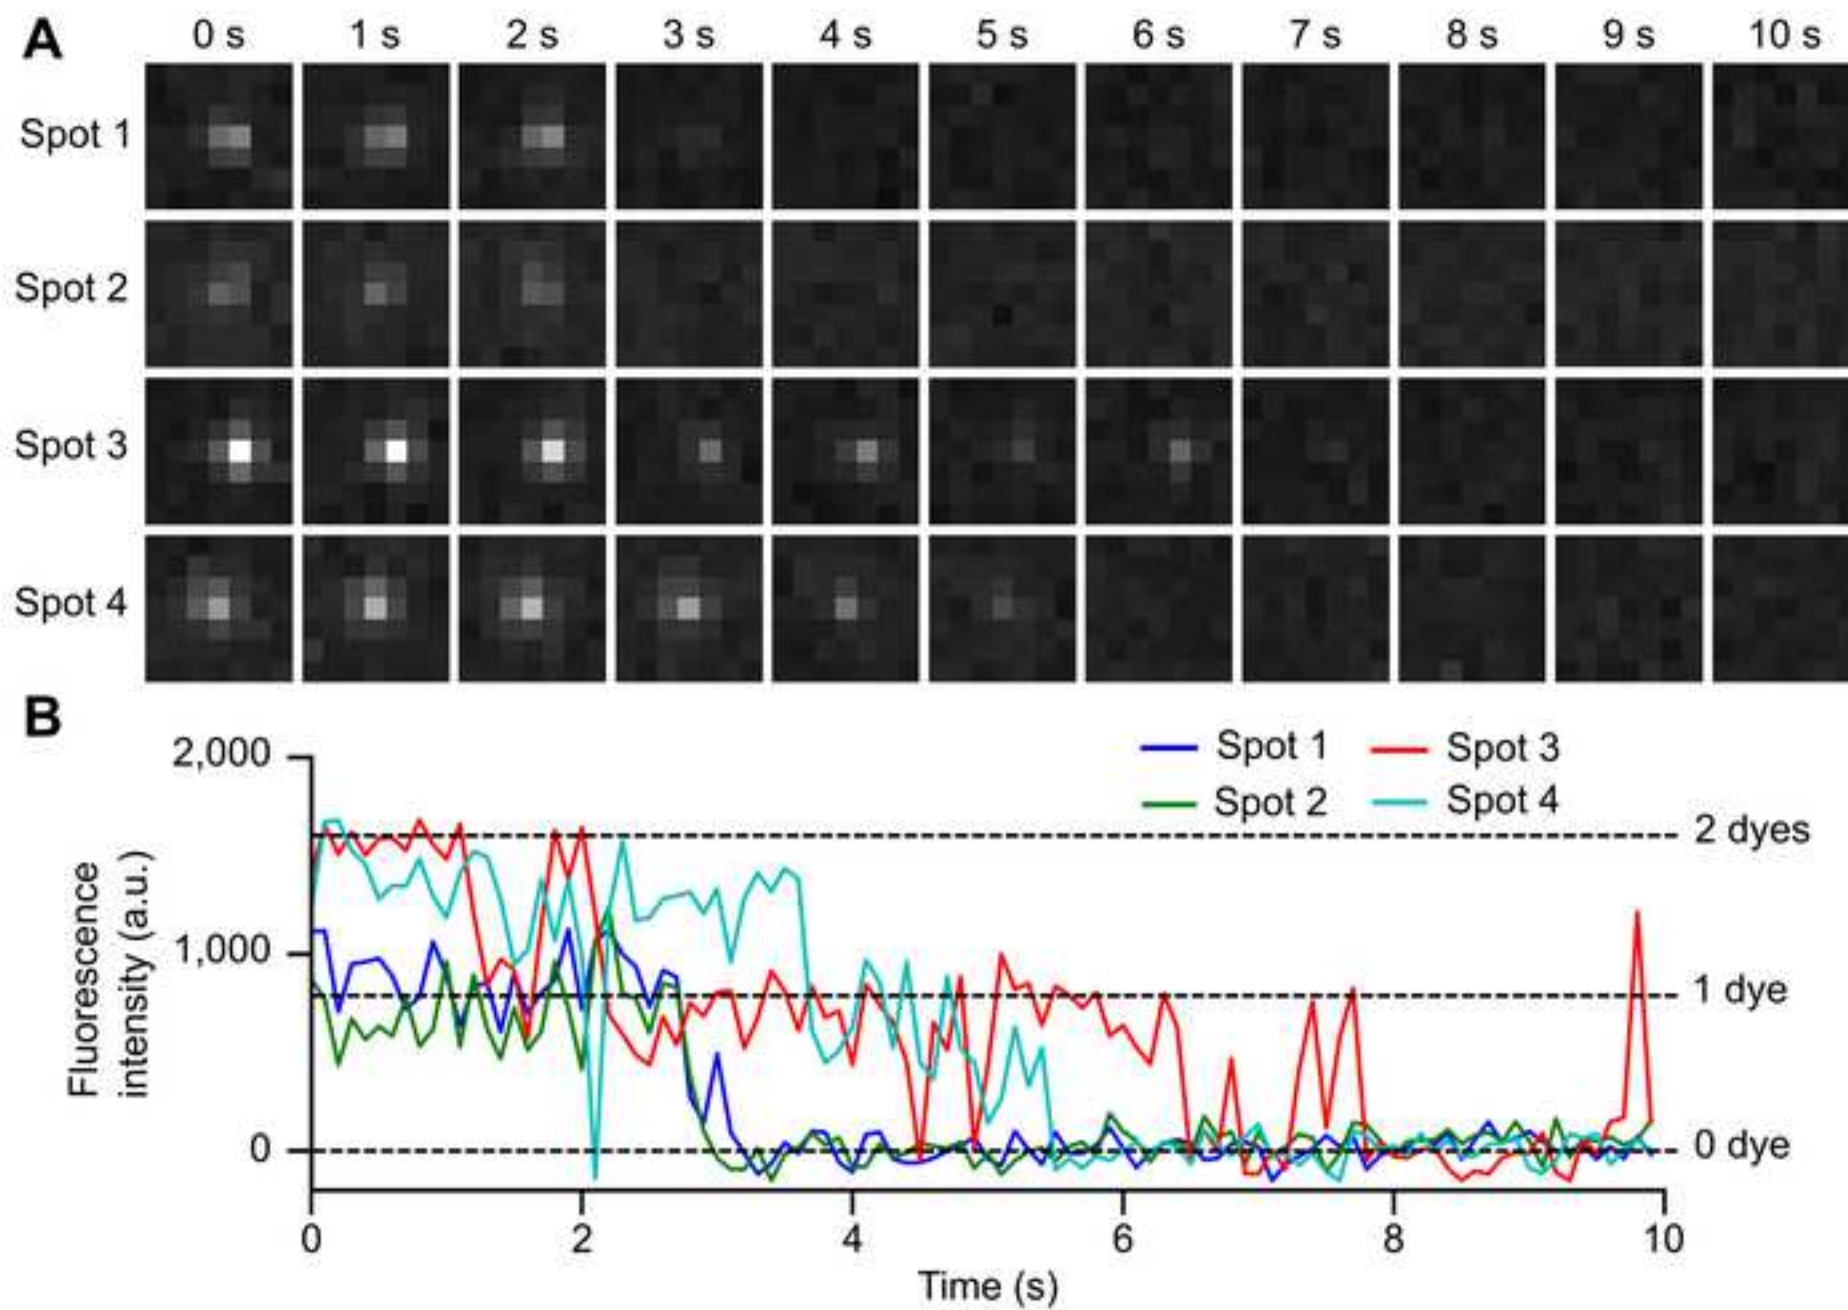 A 0 s 1 s 2 s 3 s 4 s 5 s 6 s 7 s 8 s 9 s 10 s
Spot 1
Spot 2
Spot 3
Spot 4
B
Spot 1 Spot 3
Spot 2 Spot 4
2,000
1,000
0
Fluorescence
intensity (a.u.)
2 dyes
1 dye
0 dye
0 2 4 6 8 10
Time (s)